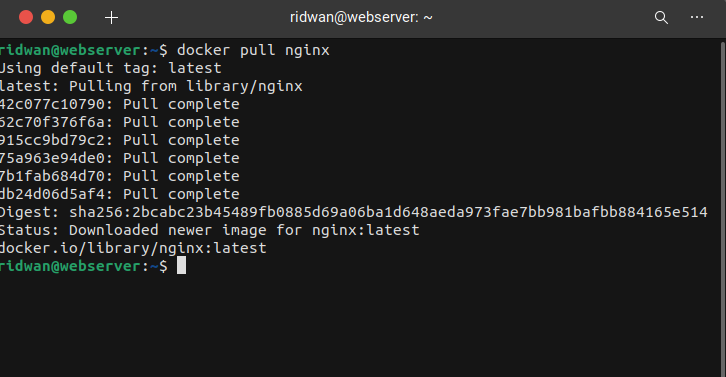 ridwan@webserver: ~
ridwan@webserver:~$ docker pull nginx
Using default tag: latest
latest: Pulling from library/nginx
42c077c10790: Pull complete
62c70f376f6a: Pull complete
915cc9bd79c2: Pull complete
75a963e94de0: Pull complete
7b1fab684d70: Pull complete
db24d06d5af4: Pull complete
Digest: sha256:2bcabc23b45489fb0885d69a06ba1d648aeda973fae7bb981bafbb884165e514
Status: Downloaded newer image for nginx:latest
docker.io/library/nginx:latest
ridwan@webserver:~$